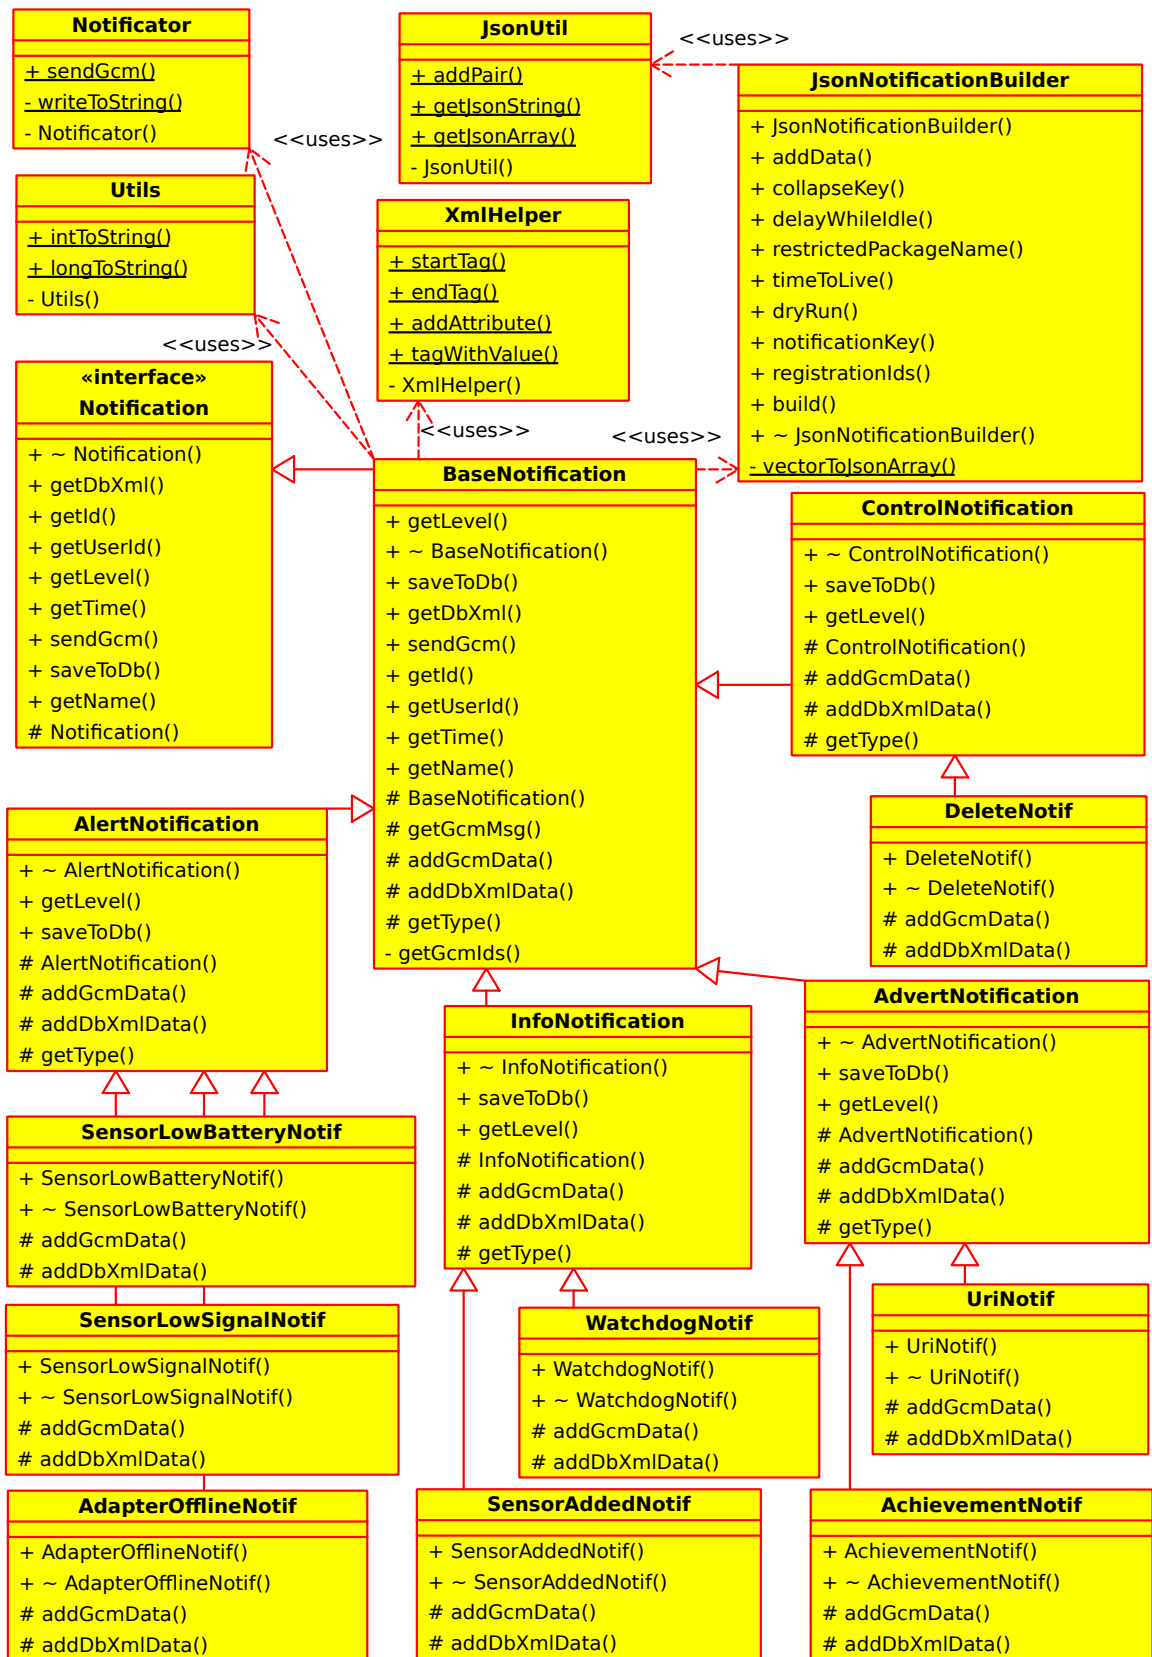 Notificator
+ sendGcm()
- writeToString()
- Notificator()
JsonUtil
+ addPair()
+ getJsonString()
+ getJsonArray()
- JsonUtil()
<<uses>>
JsonNotificationBuilder
+ JsonNotificationBuilder()
+ addData()
+ collapseKey()
+ delayWhileIdle()
+ restrictedPackageName()
+ timeToLive()
+ dryRun()
+ notificationKey()
+ registrationIds()
+ build()
+ ~ JsonNotificationBuilder()
- vectorToJsonArray()
<<uses>>
Utils
+ intToString()
+ longToString()
- Utils()
<<uses>>
XmlHelper
+ startTag()
+ endTag()
+ addAttribute()
+ tagWithValue()
- XmlHelper()
<<uses>>
<<uses>>
«interface»
Notification
+ ~ Notification()
+ getDbXml()
+ getId()
+ getUserId()
+ getLevel()
+ getTime()
+ sendGcm()
+ saveToDb()
+ getName()
# Notification()
BaseNotification
+ getLevel()
+ ~ BaseNotification()
+ saveToDb()
+ getDbXml()
+ sendGcm()
+ getId()
+ getUserId()
+ getTime()
+ getName()
# BaseNotification()
# getGcmMsg()
# addGcmData()
# addDbXmlData()
# getType()
- getGcmIds()
ControlNotification
+ ~ ControlNotification()
+ saveToDb()
+ getLevel()
# ControlNotification()
# addGcmData()
# addDbXmlData()
# getType()
DeleteNotif
+ DeleteNotif()
+ ~ DeleteNotif()
# addGcmData()
# addDbXmlData()
AlertNotification
+ ~ AlertNotification()
+ getLevel()
+ saveToDb()
# AlertNotification()
# addGcmData()
# addDbXmlData()
# getType()
InfoNotification
+ ~ InfoNotification()
+ saveToDb()
+ getLevel()
# InfoNotification()
# addGcmData()
# addDbXmlData()
# getType()
AdvertNotification
+ ~ AdvertNotification()
+ saveToDb()
+ getLevel()
# AdvertNotification()
# addGcmData()
# addDbXmlData()
# getType()
SensorLowBatteryNotif
+ SensorLowBatteryNotif()
+ ~ SensorLowBatteryNotif()
# addGcmData()
# addDbXmlData()
SensorLowSignalNotif
+ SensorLowSignalNotif()
+ ~ SensorLowSignalNotif()
# addGcmData()
# addDbXmlData()
WatchdogNotif
+ WatchdogNotif()
+ ~ WatchdogNotif()
# addGcmData()
# addDbXmlData()
UriNotif
+ UriNotif()
+ ~ UriNotif()
# addGcmData()
# addDbXmlData()
AdapterOfflineNotif
+ AdapterOfflineNotif()
+ ~ AdapterOfflineNotif()
# addGcmData()
# addDbXmlData()
SensorAddedNotif
+ SensorAddedNotif()
+ ~ SensorAddedNotif()
# addGcmData()
# addDbXmlData()
AchievementNotif
+ AchievementNotif()
+ ~ AchievementNotif()
# addGcmData()
# addDbXmlData()